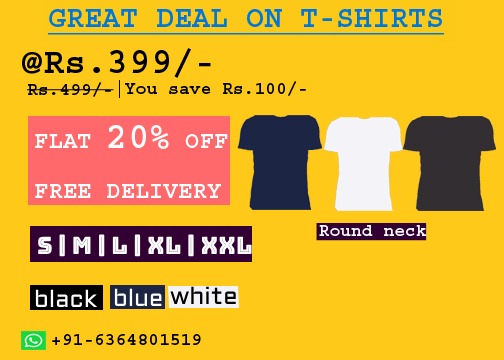 GREAT DEAL ON T-SHIRTS
@Rs.399/-
Rs.499/-|You save Rs.100/-
FLAT 20% OFF
FREE DELIVERY
Round neck
S|M|L|XL|XXL
black blue white
+91-6364801519